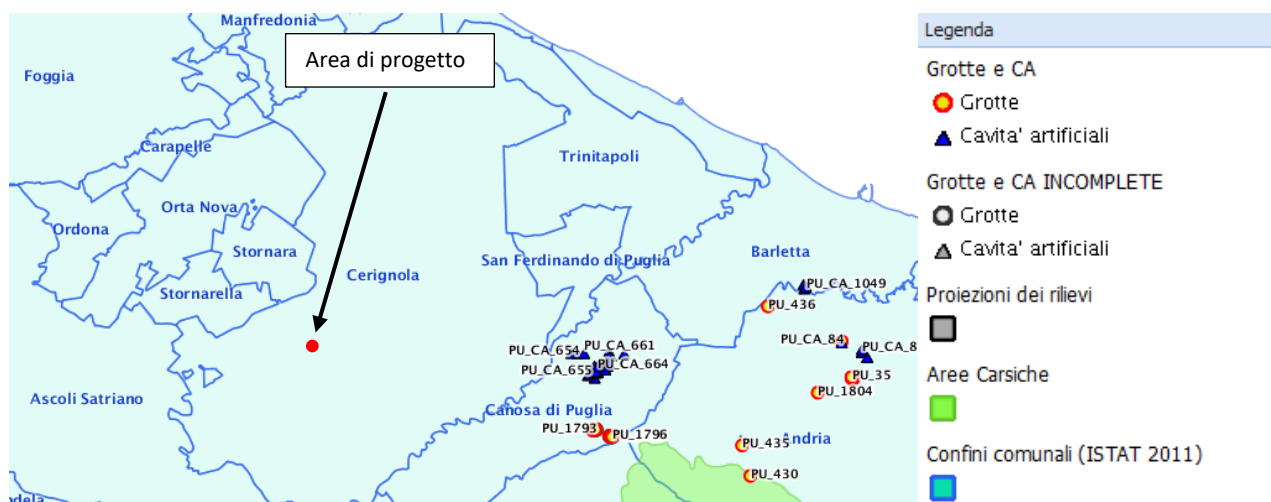 Manfredonia
Area di progetto
Foggia
Carapelle
Trinitapoli
Orta Nova
Ordona
Stornara
Cerignola
San Ferdinando di Puglia
Barletta
Stornarella
PU_CA_1049
PU_436
PU_CA_84
PU_CA_8
PU_CA_654
PU_CA_661
PU_CA_655
PU_CA_664
PU_35
PU_1804
Ascoli Satriano
Canosa di Puglia
PU_1793
PU_1796
PU_435
Andria
PU_430
dela
Legenda
Grotte e CA
Grotte
Cavita' artificiali
Grotte e CA INCOMPLETE
Grotte
Cavita' artificiali
Proiezioni dei rilievi
Aree Carsiche
Confini comunali (ISTAT 2011)